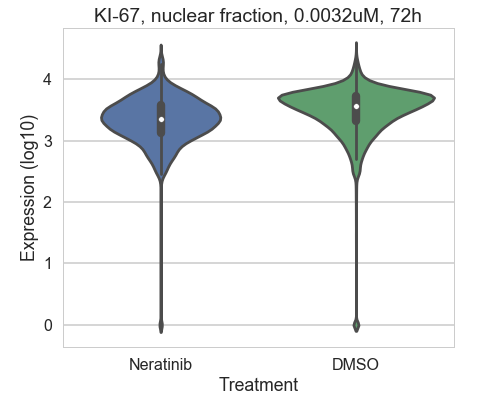 KI-67, nuclear fraction, 0.0032uM, 72h
Expression (log10)
4
3
2
1
0
Neratinib
DMSO
Treatment